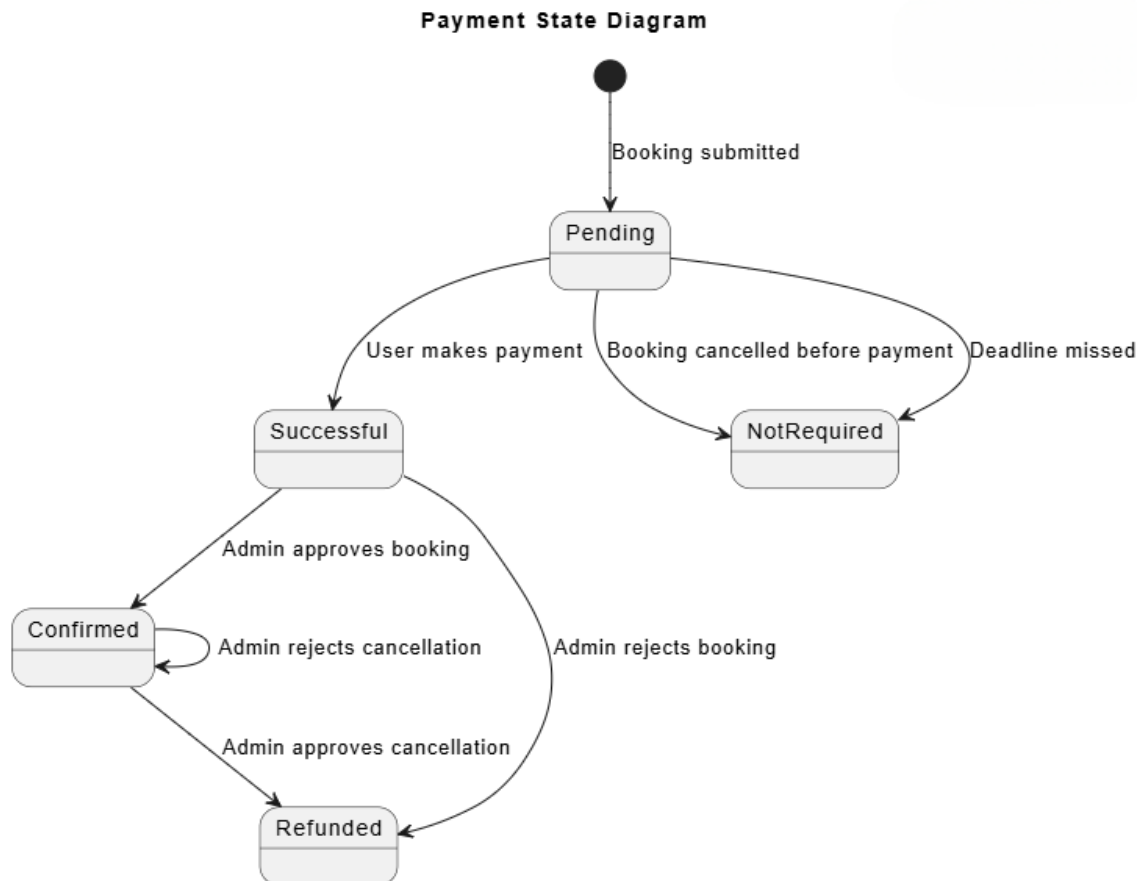 Payment State Diagram
Booking submitted
Pending
User makes payment
Booking cancelled before payment
Deadline missed
Successful
NotRequired
Admin approves booking
Confirmed
Admin rejects cancellation
Admin rejects booking
Admin approves cancellation
Refunded